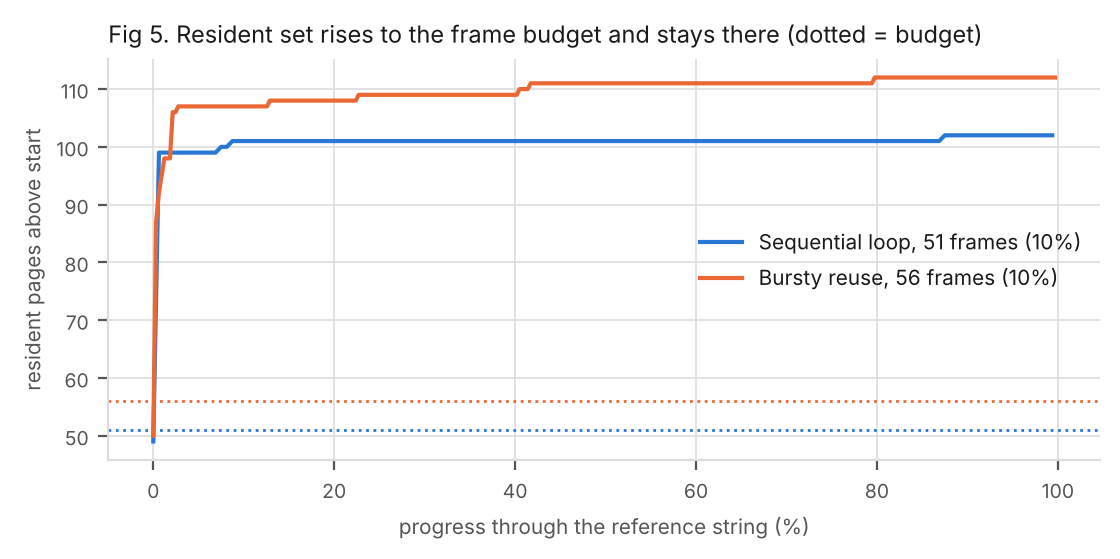 Fig 5. Resident set rises to the frame budget and stays there (dotted = budget)
resident pages above start
110
100
90
80
70
60
50
Sequential loop, 51 frames (10%)
Bursty reuse, 56 frames (10%)
0
20
40
60
80
100
progress through the reference string (%)